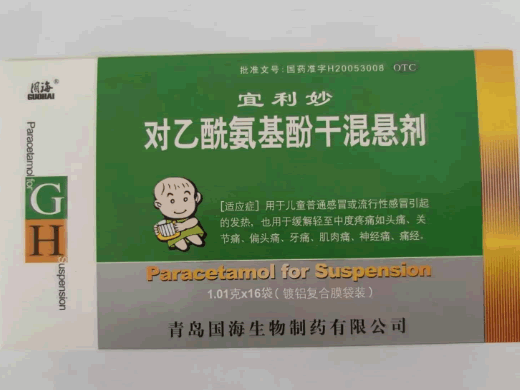 批准文号：国药准字H20053008 OTC
国海®
GUOHAI
宜利妙
对乙酰氨基酚干混悬剂
Paracetamol for
Suspension
GH
[适应症] 用于儿童普通感冒或流行性感冒引起
的发热，也用于缓解轻至中度疼痛如头痛、关
节痛、偏头痛、牙痛、肌肉痛、神经痛、痛经。
Paracetamol for Suspension
1.01克x16袋（镀铝复合膜袋装）
青岛国海生物制药有限公司